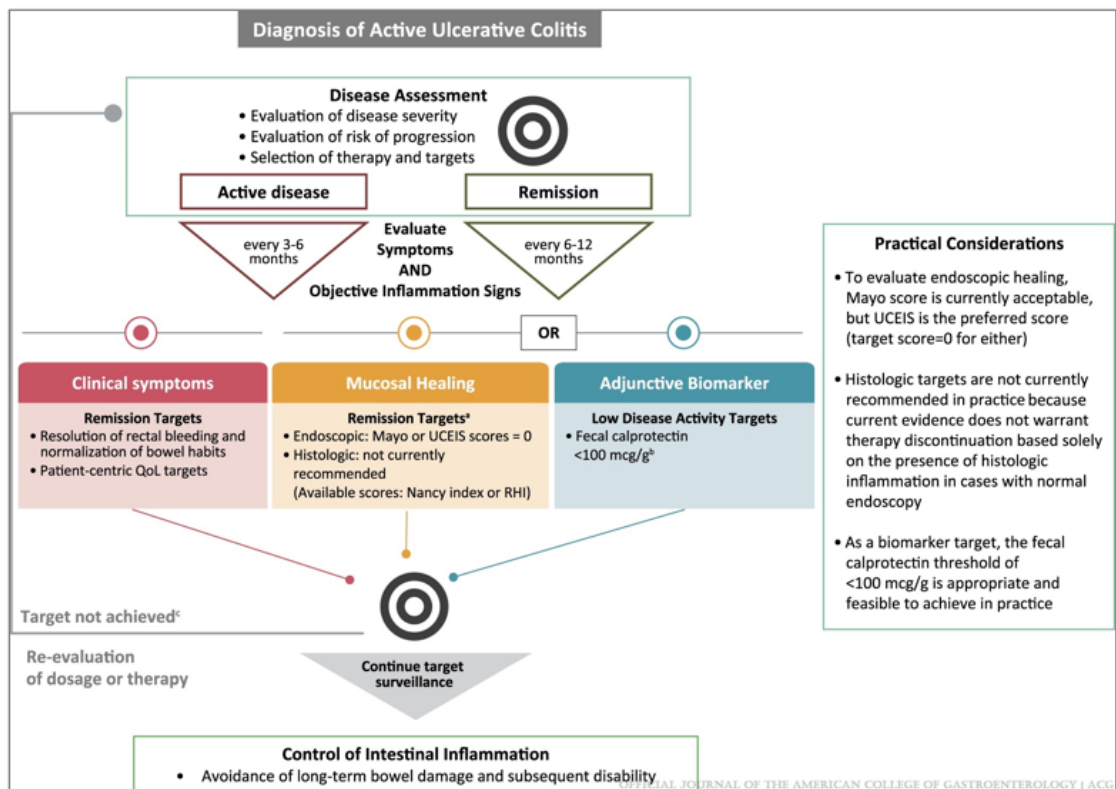 Diagnosis of Active Ulcerative Colitis
Disease Assessment
• Evaluation of disease severity
• Evaluation of risk of progression
• Selection of therapy and targets
Active disease
Remission
every 3-6
months
Evaluate
Symptoms
AND
Objective Inflammation Signs
every 6-12
months
OR
Clinical symptoms
Remission Targets
• Resolution of rectal bleeding and
normalization of bowel habits
• Patient-centric QoL targets
Mucosal Healing
Remission Targetsᵃ
• Endoscopic: Mayo or UCEIS scores = 0
• Histologic: not currently
recommended
(Available scores: Nancy index or RHI)
Adjunctive Biomarker
Low Disease Activity Targets
• Fecal calprotectin
<100 mcg/gᵇ
Practical Considerations
• To evaluate endoscopic healing,
Mayo score is currently acceptable,
but UCEIS is the preferred score
(target score=0 for either)
• Histologic targets are not currently
recommended in practice because
current evidence does not warrant
therapy discontinuation based solely
on the presence of histologic
inflammation in cases with normal
endoscopy
• As a biomarker target, the fecal
calprotectin threshold of
<100 mcg/g is appropriate and
feasible to achieve in practice
Target not achievedᶜ
Re-evaluation
of dosage or therapy
Continue target
surveillance
Control of Intestinal Inflammation
• Avoidance of long-term bowel damage and subsequent disability
OFFICIAL JOURNAL OF THE AMERICAN COLLEGE OF GASTROENTEROLOGY | ACG